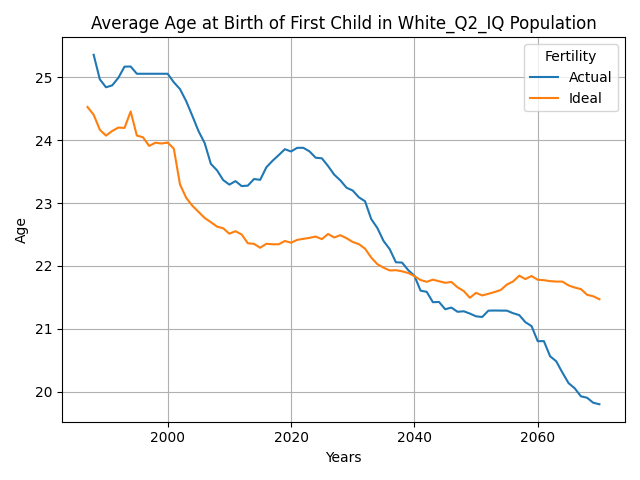 Average Age at Birth of First Child in White_Q2_IQ Population
Fertility
Actual
Ideal
Age
25
24
23
22
21
20
2000
2020
2040
2060
Years